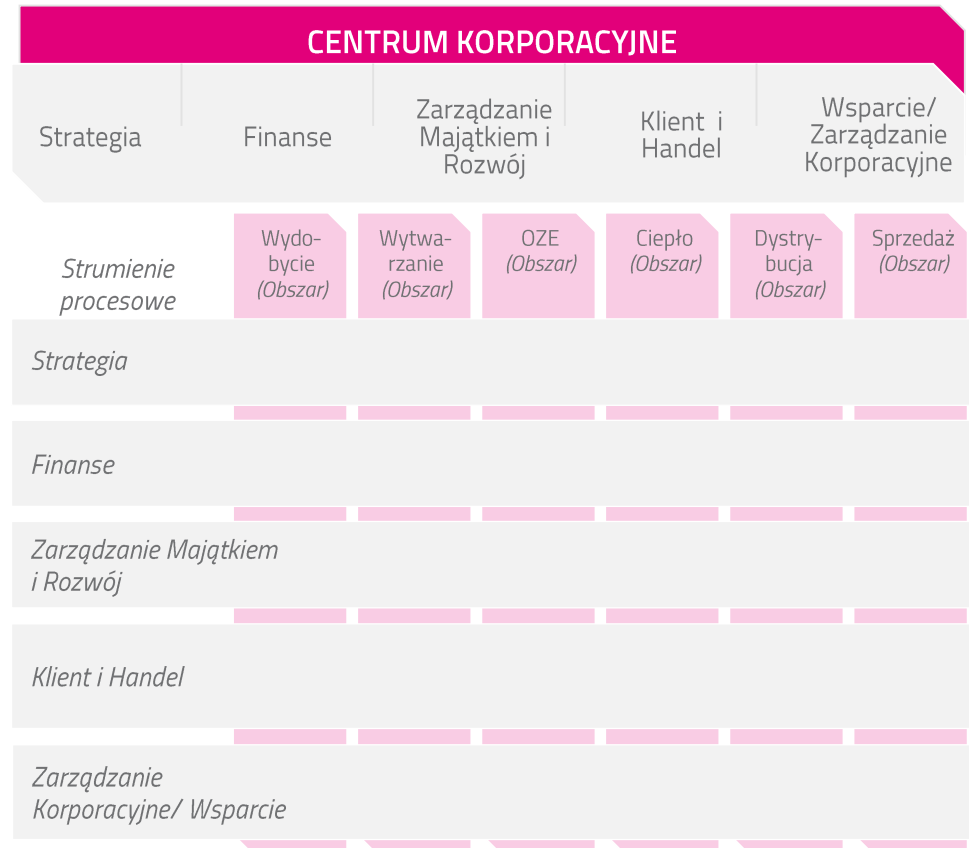 CENTRUM KORPORACYJNE
Strategia
Finanse
Zarządzanie
Majątkiem i
Rozwój
Klient i
Handel
Wsparcie/
Zarządzanie
Korporacyjne
Strumienie
procesowe
Wydo-
bycie
(Obszar)
Wytwa-
rzanie
(Obszar)
OZE
(Obszar)
Ciepło
(Obszar)
Dystry-
bucja
(Obszar)
Sprzedaż
(Obszar)
Strategia
Finanse
Zarządzanie Majątkiem
i Rozwój
Klient i Handel
Zarządzanie
Korporacyjne/ Wsparcie